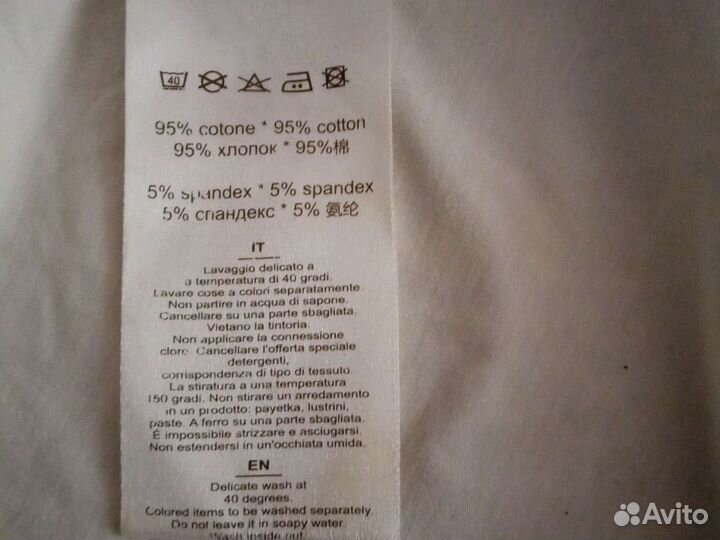 40
95% cotone * 95% cotton
95% хлопок * 95%棉
5% spandex * 5% spandex
5% спандекс * 5% 氨纶
IT
Lavaggio delicato a
a temperatura di 40 gradi.
Lavare cose a colori separatamente.
Non partire in acqua di sapone.
Cancellare su una parte sbagliata.
Vietano la tintoria.
Non applicare la connessione
cloro. Cancellare l'offerta speciale
detergenti,
corrispondenza di tipo di tessuto
La stiratura a una temperatura
150 gradi. Non stirare un arredamento
in un prodotto: payetka, lustrini,
paste. A ferro su una parte sbagliata.
È impossibile strizzare e asciugarsi.
Non estendersi in un'occhiata umida.
EN
Delicate wash at
40 degrees.
Colored items to be washed separately.
Do not leave it in soapy water.
Wash inside out.
Avito